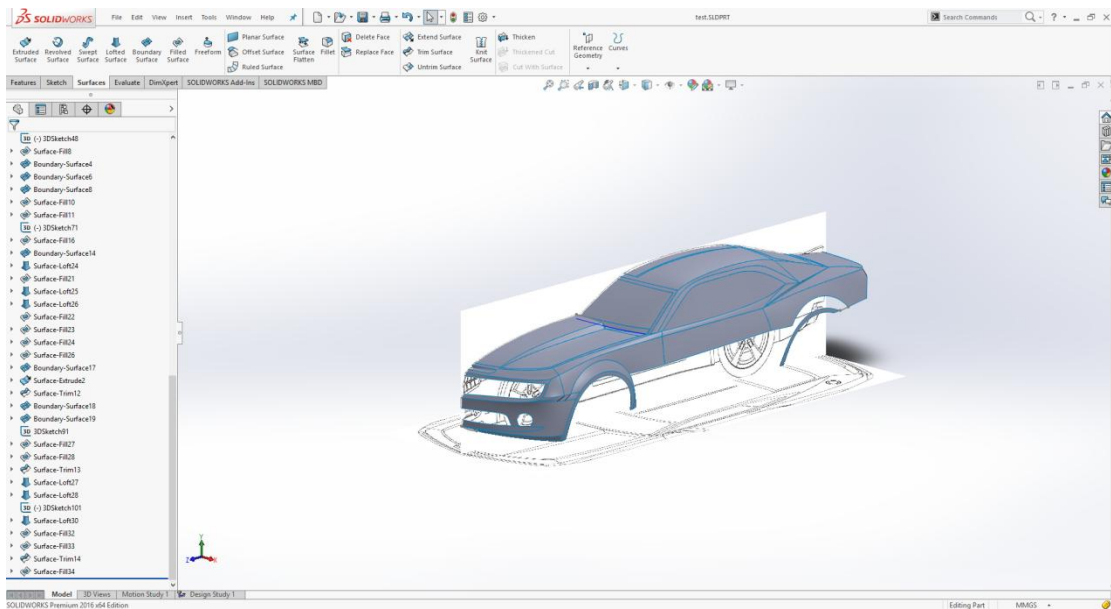 SOLIDWORKS File Edit View Insert Tools Window Help test.SLDPRT Search Commands
Extruded Surface
Revolved Surface
Swept Surface
Lofted Surface
Boundary Surface
Filled Surface
Freeform
Planar Surface
Offset Surface
Ruled Surface
Surface Flatten
Fillet
Delete Face
Replace Face
Extend Surface
Trim Surface
Untrim Surface
Knit Surface
Thicken
Thickened Cut
Cut With Surface
Reference Geometry
Curves
Features Sketch Surfaces Evaluate DimXpert SOLIDWORKS Add-Ins SOLIDWORKS MBD
3D (-) 3DSketch48
Surface-Fill8
Boundary-Surface4
Boundary-Surface6
Boundary-Surface8
Surface-Fill10
Surface-Fill11
3D (-) 3DSketch71
Surface-Fill16
Boundary-Surface14
Surface-Loft24
Surface-Fill21
Surface-Loft25
Surface-Loft26
Surface-Fill22
Surface-Fill23
Surface-Fill24
Surface-Fill26
Boundary-Surface17
Surface-Extrude2
Surface-Trim12
Boundary-Surface18
Boundary-Surface19
3D 3DSketch91
Surface-Fill27
Surface-Fill28
Surface-Trim13
Surface-Loft27
Surface-Loft28
3D (-) 3DSketch101
Surface-Loft30
Surface-Fill32
Surface-Fill33
Surface-Trim14
Surface-Fill34
Y
Z X
Model 3D Views Motion Study 1 Design Study 1
SOLIDWORKS Premium 2016 x64 Edition Editing Part MMGS